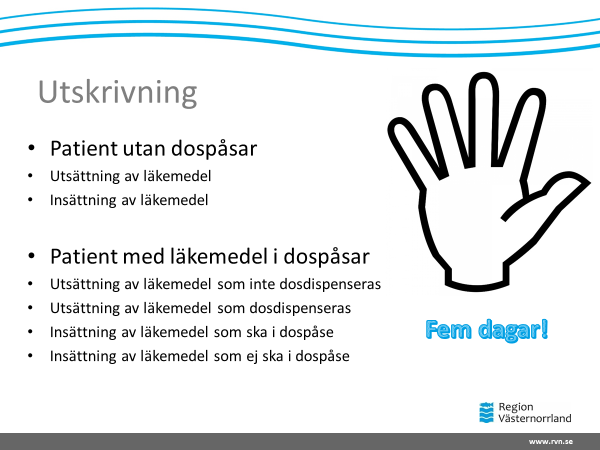 Utskrivning
• Patient utan dospåsar
• Utsättning av läkemedel
• Insättning av läkemedel
• Patient med läkemedel i dospåsar
• Utsättning av läkemedel som inte dosdispenseras
• Utsättning av läkemedel som dosdispenseras
• Insättning av läkemedel som ska i dospåse
• Insättning av läkemedel som ej ska i dospåse
Fem dagar!
Region
Västernorrland
www.rvn.se